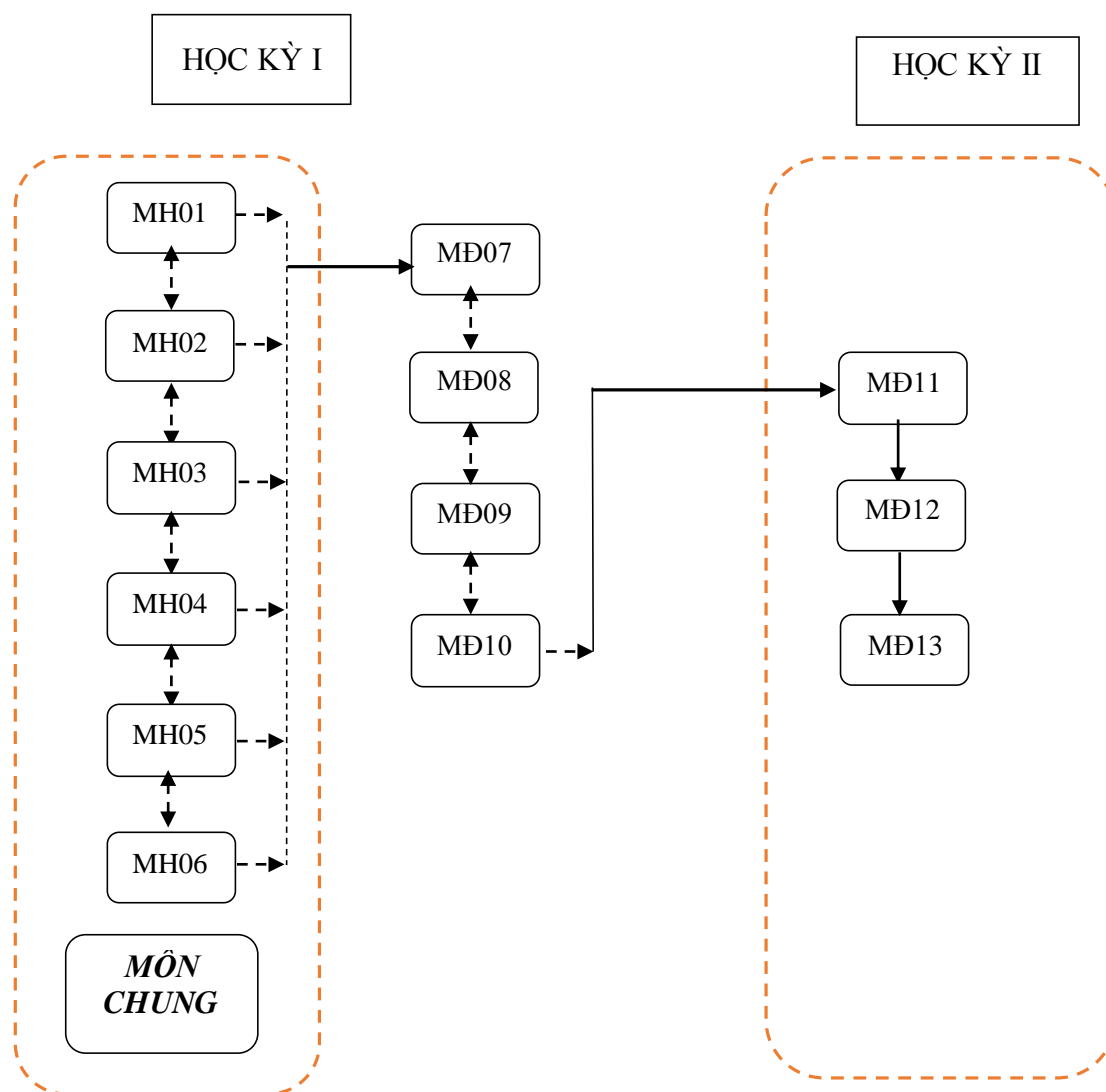 HỌC KỲ I
HỌC KỲ II
MH01
MH02
MH03
MH04
MH05
MH06
MÔN
CHUNG
MĐ07
MĐ08
MĐ09
MĐ10
MĐ11
MĐ12
MĐ13